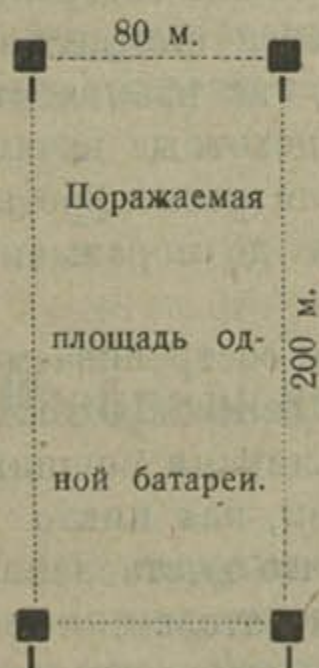 80 м.
Поражаемая
площадь од-
200 м.
ной батареи.